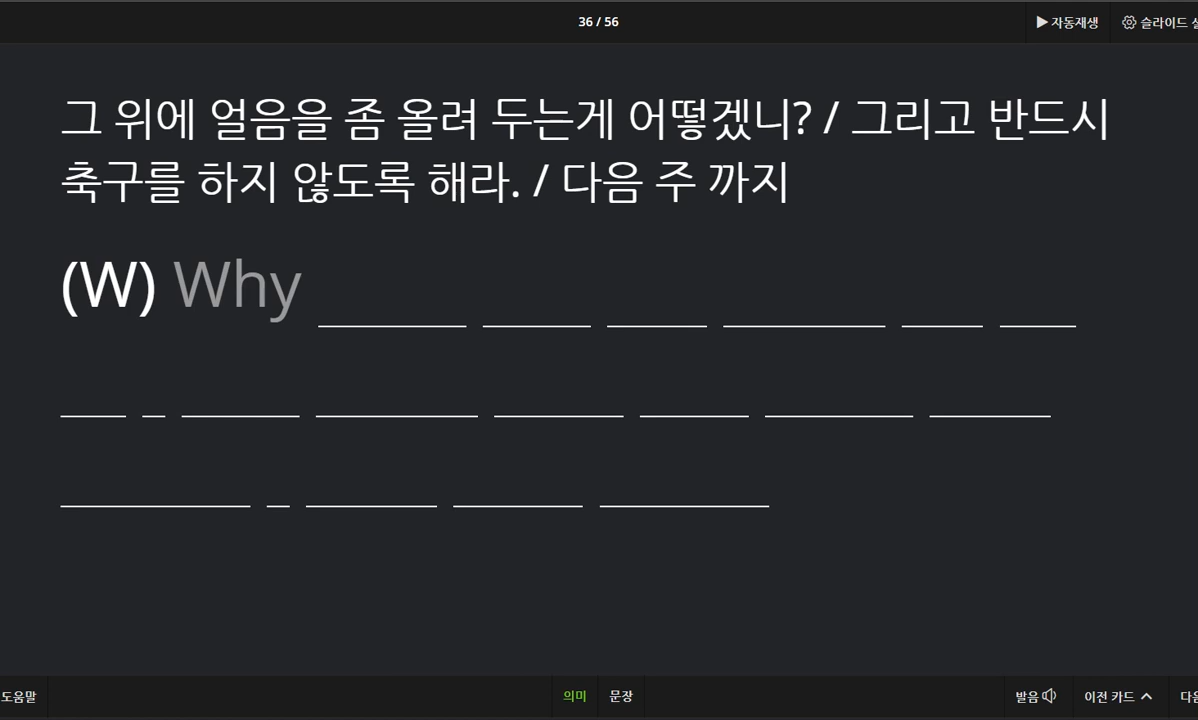 36 / 56
▶ 자동재생
슬라이드 설
그 위에 얼음을 좀 올려 두는게 어떻겠니? / 그리고 반드시
축구를 하지 않도록 해라. / 다음 주 까지
(W) Why
도움말
의미
문장
발음
이전 카드
다음